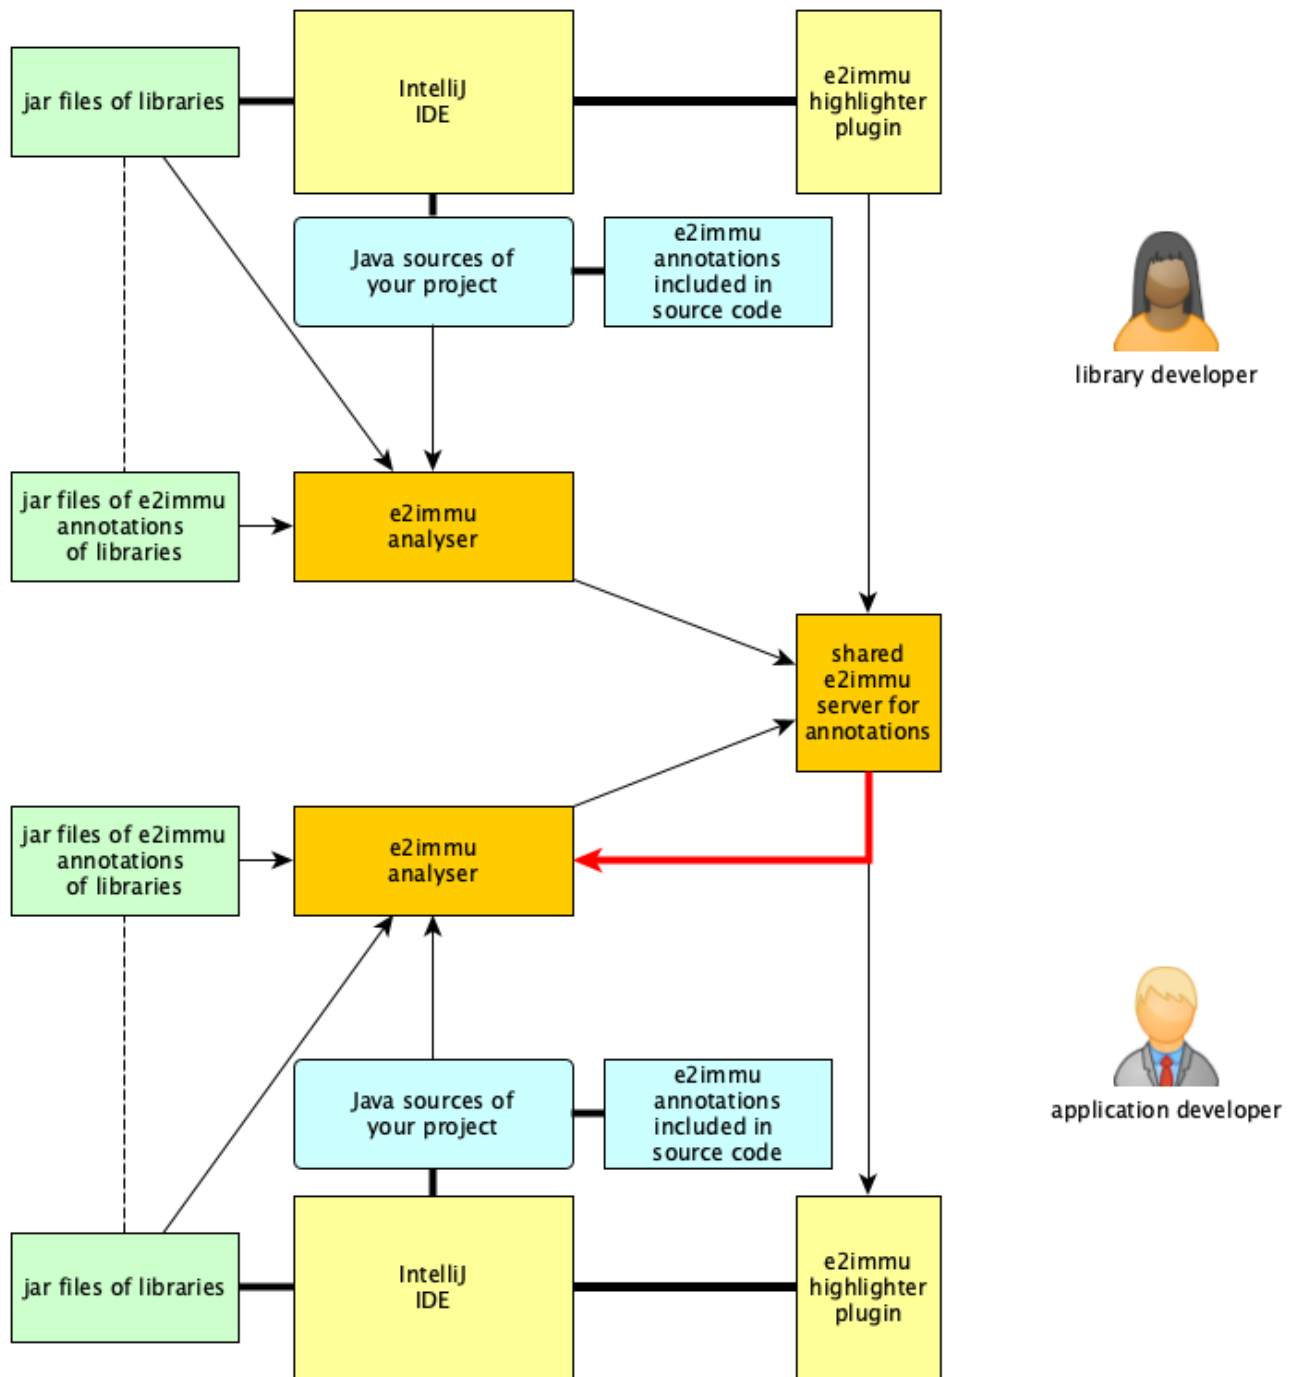 jar files of libraries
IntelliJ
IDE
e2immu
highlighter
plugin
Java sources of
your project
e2immu
annotations
included in
source code
library developer
jar files of e2immu
annotations
of libraries
e2immu
analyser
shared
e2immu
server for
annotations
jar files of e2immu
annotations
of libraries
e2immu
analyser
Java sources of
your project
e2immu
annotations
included in
source code
application developer
jar files of libraries
IntelliJ
IDE
e2immu
highlighter
plugin